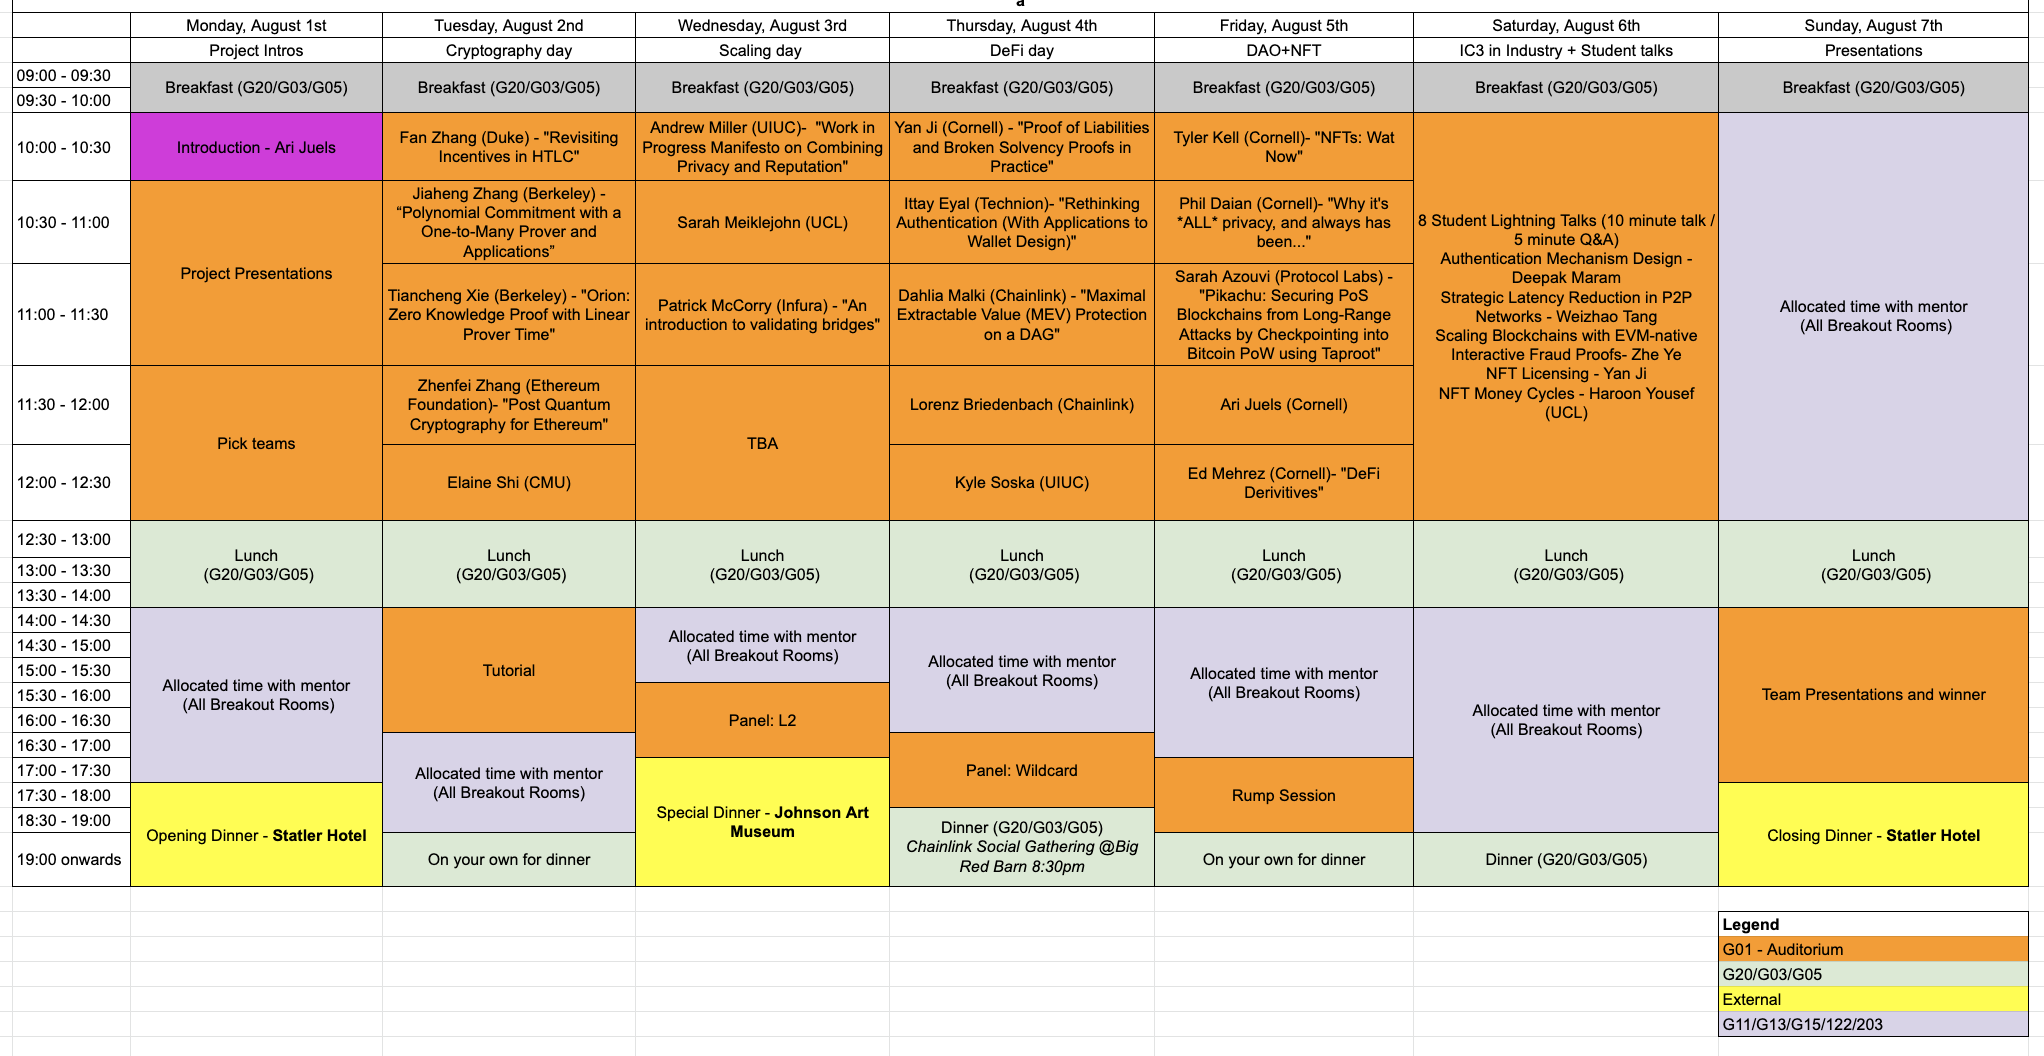 a
Monday, August 1st
Tuesday, August 2nd
Wednesday, August 3rd
Thursday, August 4th
Friday, August 5th
Saturday, August 6th
Sunday, August 7th
Project Intros
Cryptography day
Scaling day
DeFi day
DAO+NFT
IC3 in Industry + Student talks
Presentations
09:00 - 09:30
09:30 - 10:00
Breakfast (G20/G03/G05)
Breakfast (G20/G03/G05)
Breakfast (G20/G03/G05)
Breakfast (G20/G03/G05)
Breakfast (G20/G03/G05)
Breakfast (G20/G03/G05)
Breakfast (G20/G03/G05)
10:00 - 10:30
Introduction - Ari Juels
Fan Zhang (Duke) - "Revisiting
Incentives in HTLC"
Andrew Miller (UIUC)-  "Work in
Progress Manifesto on Combining
Privacy and Reputation"
Yan Ji (Cornell) - "Proof of Liabilities
and Broken Solvency Proofs in
Practice"
Tyler Kell (Cornell)- "NFTs: Wat
Now"
10:30 - 11:00
Project Presentations
Jiaheng Zhang (Berkeley) -
“Polynomial Commitment with a
One-to-Many Prover and
Applications”
Sarah Meiklejohn (UCL)
Ittay Eyal (Technion)- "Rethinking
Authentication (With Applications to
Wallet Design)"
Phil Daian (Cornell)- "Why it's
*ALL* privacy, and always has
been..."
8 Student Lightning Talks (10 minute talk /
5 minute Q&A)
Authentication Mechanism Design -
Deepak Maram
Strategic Latency Reduction in P2P
Networks - Weizhao Tang
Scaling Blockchains with EVM-native
Interactive Fraud Proofs- Zhe Ye
NFT Licensing - Yan Ji
NFT Money Cycles - Haroon Yousef
(UCL)
Allocated time with mentor
(All Breakout Rooms)
11:00 - 11:30
Tiancheng Xie (Berkeley) - "Orion:
Zero Knowledge Proof with Linear
Prover Time"
Patrick McCorry (Infura) - "An
introduction to validating bridges"
Dahlia Malki (Chainlink) - "Maximal
Extractable Value (MEV) Protection
on a DAG"
Sarah Azouvi (Protocol Labs) -
"Pikachu: Securing PoS
Blockchains from Long-Range
Attacks by Checkpointing into
Bitcoin PoW using Taproot"
11:30 - 12:00
Pick teams
Zhenfei Zhang (Ethereum
Foundation)- "Post Quantum
Cryptography for Ethereum"
TBA
Lorenz Briedenbach (Chainlink)
Ari Juels (Cornell)
12:00 - 12:30
Elaine Shi (CMU)
Kyle Soska (UIUC)
Ed Mehrez (Cornell)- "DeFi
Derivitives"
12:30 - 13:00
13:00 - 13:30
13:30 - 14:00
Lunch
(G20/G03/G05)
Lunch
(G20/G03/G05)
Lunch
(G20/G03/G05)
Lunch
(G20/G03/G05)
Lunch
(G20/G03/G05)
Lunch
(G20/G03/G05)
Lunch
(G20/G03/G05)
14:00 - 14:30
14:30 - 15:00
15:00 - 15:30
15:30 - 16:00
16:00 - 16:30
16:30 - 17:00
17:00 - 17:30
17:30 - 18:00
18:30 - 19:00
19:00 onwards
Allocated time with mentor
(All Breakout Rooms)
Opening Dinner - Statler Hotel
Tutorial
Allocated time with mentor
(All Breakout Rooms)
On your own for dinner
Allocated time with mentor
(All Breakout Rooms)
Panel: L2
Special Dinner - Johnson Art
Museum
Allocated time with mentor
(All Breakout Rooms)
Panel: Wildcard
Dinner (G20/G03/G05)
Chainlink Social Gathering @Big
Red Barn 8:30pm
Allocated time with mentor
(All Breakout Rooms)
Rump Session
On your own for dinner
Allocated time with mentor
(All Breakout Rooms)
Dinner (G20/G03/G05)
Team Presentations and winner
Closing Dinner - Statler Hotel
Legend
G01 - Auditorium
G20/G03/G05
External
G11/G13/G15/122/203